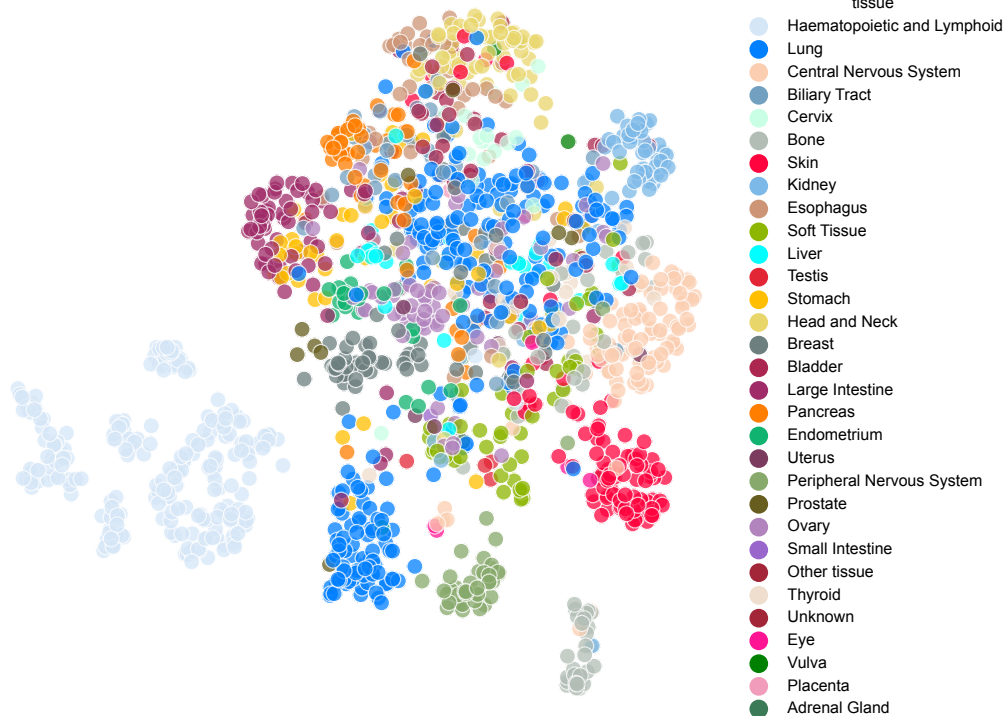 tissue
Haematopoietic and Lymphoid
Lung
Central Nervous System
Biliary Tract
Cervix
Bone
Skin
Kidney
Esophagus
Soft Tissue
Liver
Testis
Stomach
Head and Neck
Breast
Bladder
Large Intestine
Pancreas
Endometrium
Uterus
Peripheral Nervous System
Prostate
Ovary
Small Intestine
Other tissue
Thyroid
Unknown
Eye
Vulva
Placenta
Adrenal Gland